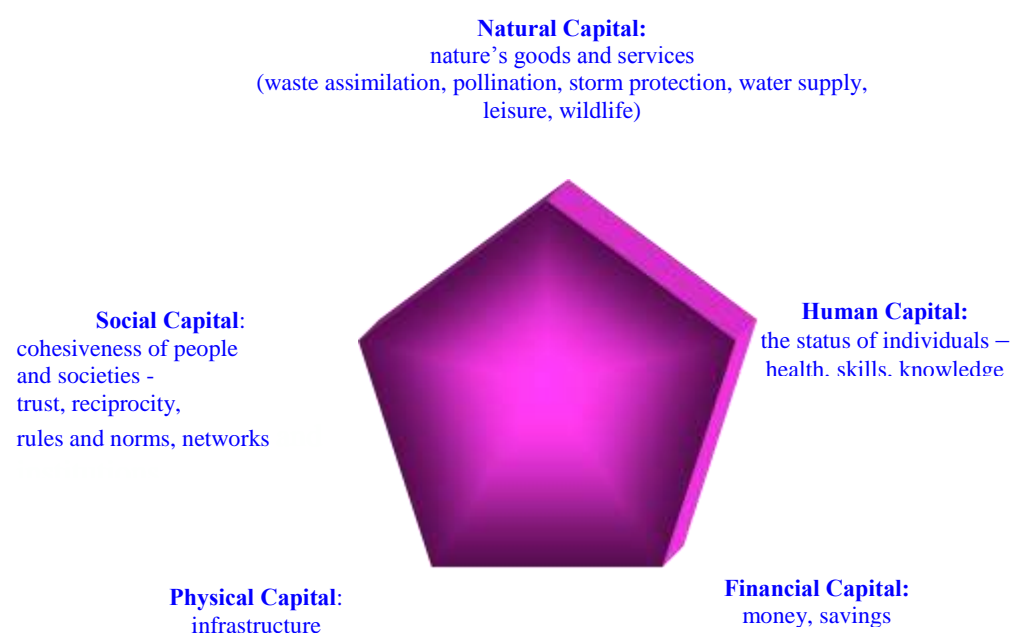 Natural Capital:
nature’s goods and services
(waste assimilation, pollination, storm protection, water supply,
leisure, wildlife)
Social Capital:
cohesiveness of people
and societies -
trust, reciprocity,
rules and norms, networks
Human Capital:
the status of individuals –
health, skills, knowledge
Physical Capital:
infrastructure
Financial Capital:
money, savings